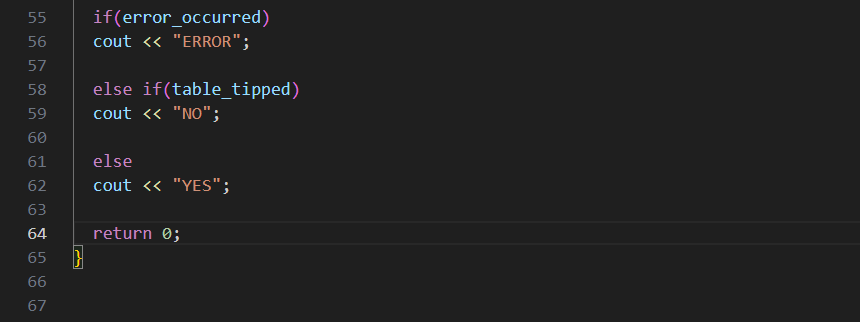 55 if(error_occurred)
56 cout << "ERROR";
57
58 else if(table_tipped)
59 cout << "NO";
60
61 else
62 cout << "YES";
63
64 return 0;
65 }
66
67